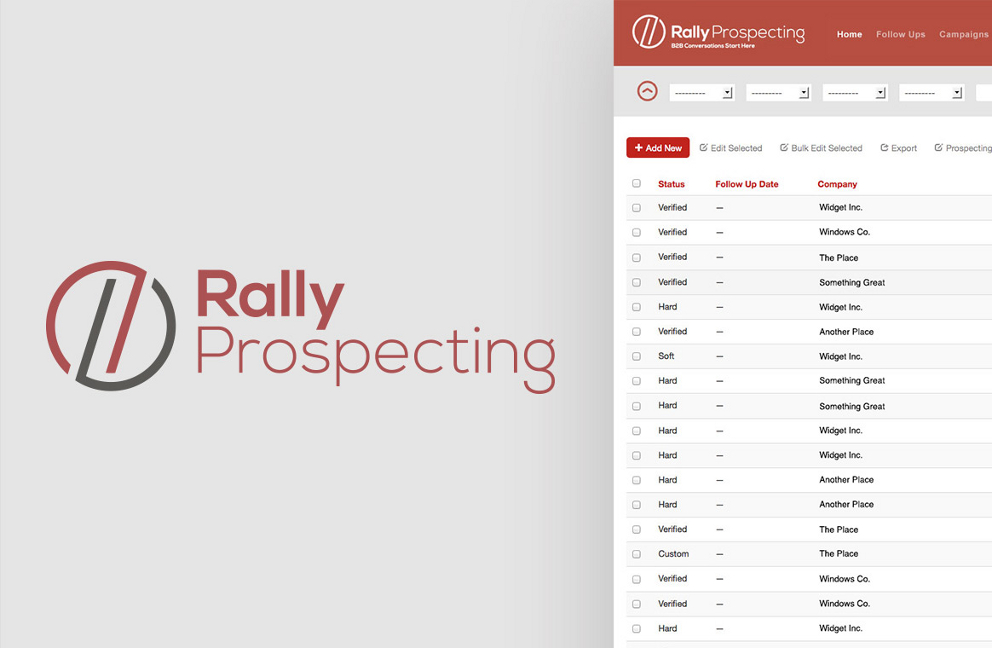 Rally
Prospecting
Rally Prospecting
B2B Conversations Start Here
Home Follow Ups Campaigns
--------- --------- --------- ---------
+ Add New Edit Selected Bulk Edit Selected Export Prospecting
Status Follow Up Date Company
Verified — Widget Inc.
Verified — Windows Co.
Verified — The Place
Verified — Something Great
Hard — Widget Inc.
Verified — Another Place
Soft — Widget Inc.
Hard — Something Great
Hard — Something Great
Hard — Widget Inc.
Hard — Widget Inc.
Hard — Another Place
Hard — Another Place
Verified — The Place
Custom — The Place
Verified — Windows Co.
Verified — Windows Co.
Hard — Widget Inc.